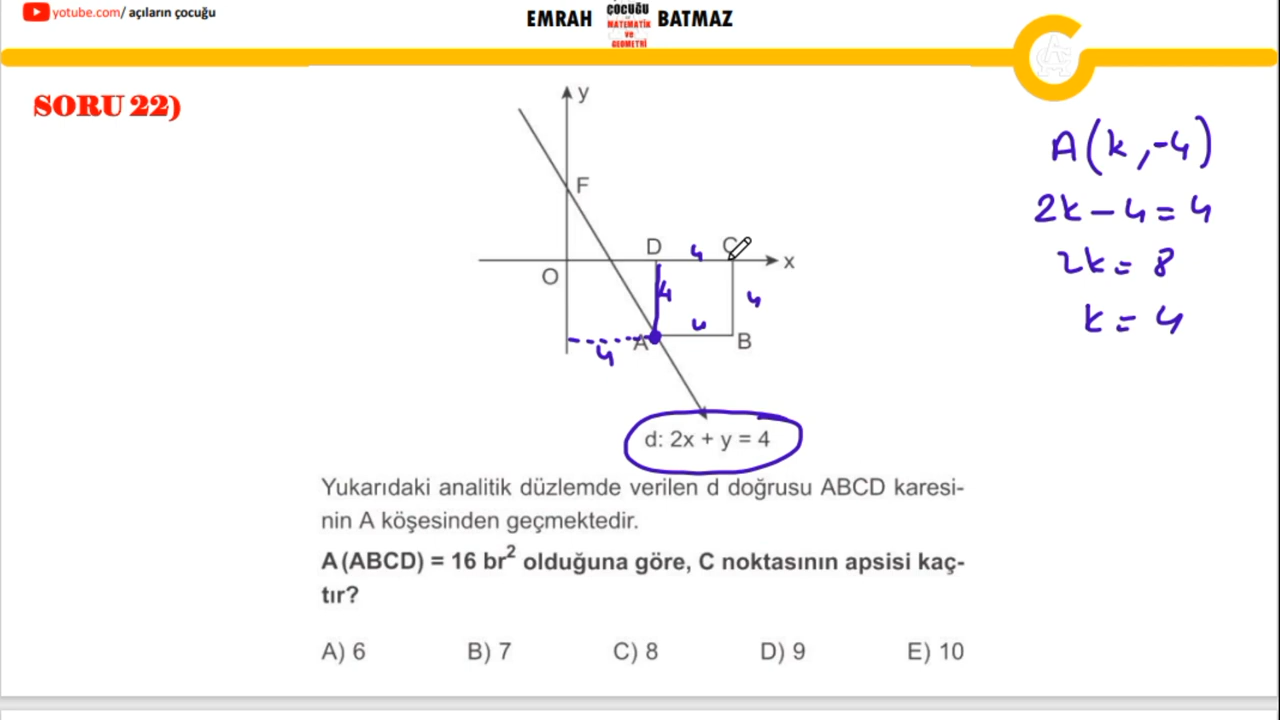 yotube.com/ açıların çocuğu
EMRAH
ÇOCUĞU
MATEMATİK
ve
GEOMETRİ
BATMAZ
SORU 22)
y
F
D
4
C
x
O
4
4
4
A
B
4
d: 2x + y = 4
A(k,-4)
2k-4=4
2k=8
k=4
Yukarıdaki analitik düzlemde verilen d doğrusu ABCD karesi-
nin A köşesinden geçmektedir.
A(ABCD) = 16 br² olduğuna göre, C noktasının apsisi kaç-
tır?
A) 6 B) 7 C) 8 D) 9 E) 10